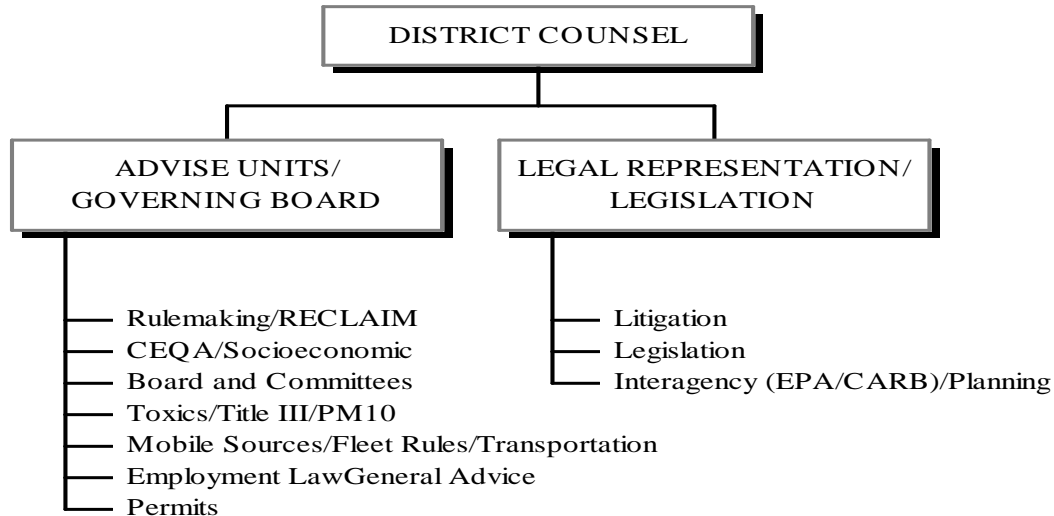 DISTRICT COUNSEL
ADVISE UNITS/
GOVERNING BOARD
LEGAL REPRESENTATION/
LEGISLATION
Rulemaking/RECLAIM
CEQA/Socioeconomic
Board and Committees
Toxics/Title III/PM10
Mobile Sources/Fleet Rules/Transportation
Employment LawGeneral Advice
Permits
Litigation
Legislation
Interagency (EPA/CARB)/Planning